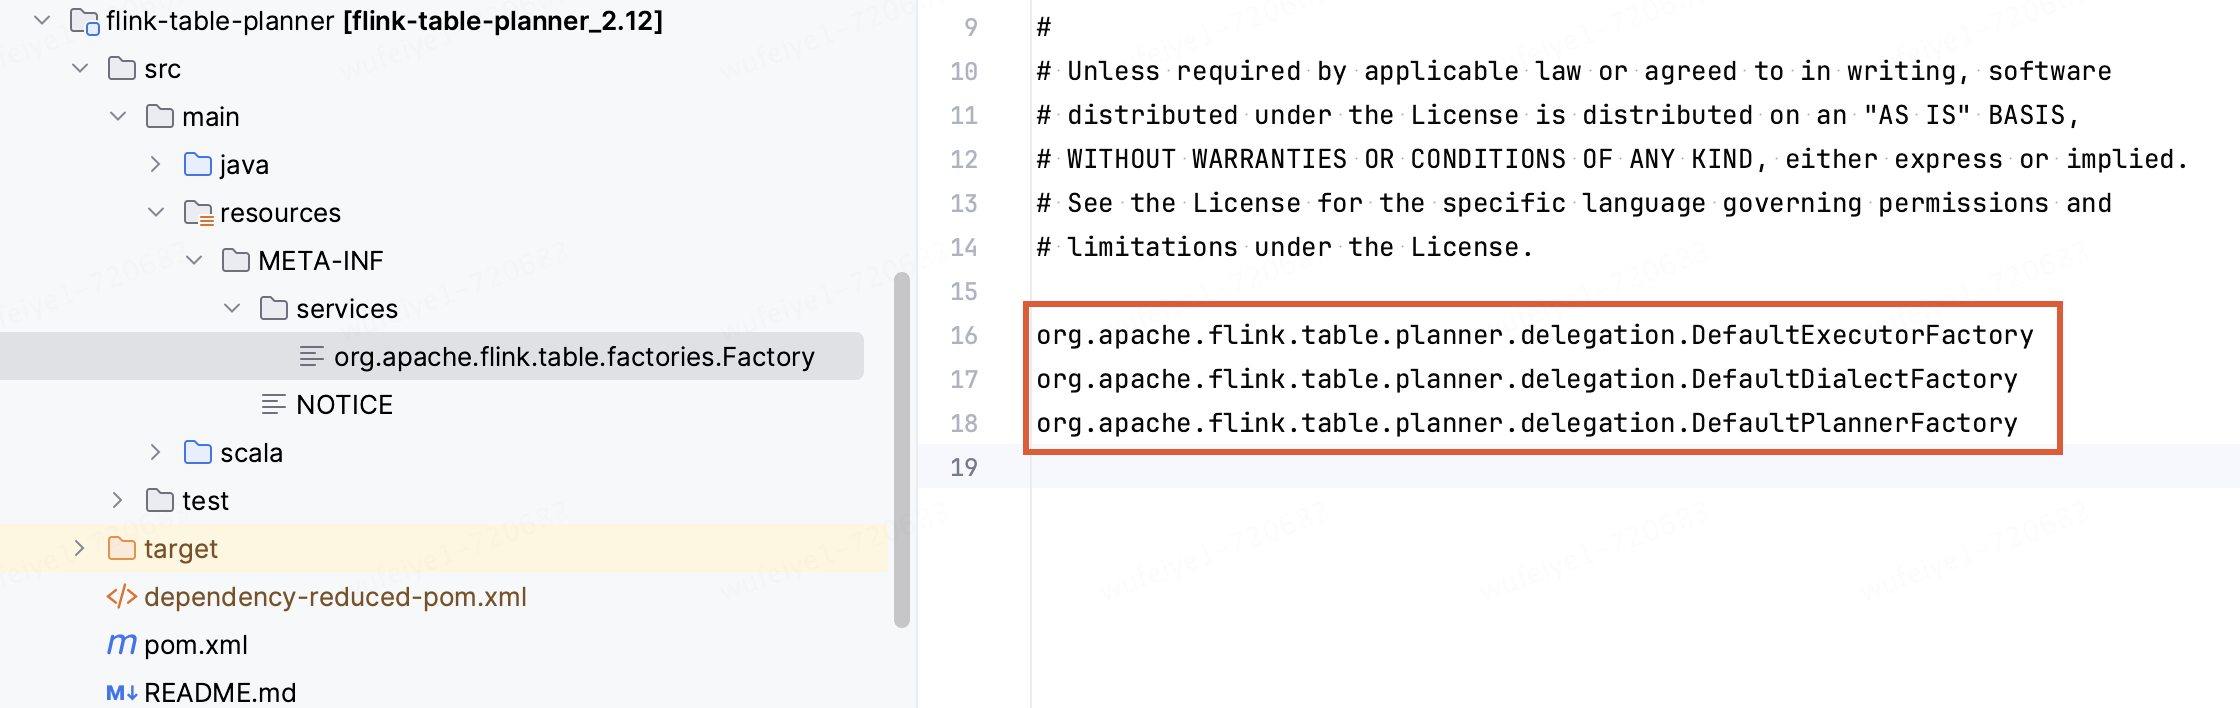 flink-table-planner [flink-table-planner_2.12]
src
main
java
resources
META-INF
services
org.apache.flink.table.factories.Factory
NOTICE
scala
test
target
dependency-reduced-pom.xml
pom.xml
README.md
9 #
10 # Unless required by applicable law or agreed to in writing, software
11 # distributed under the License is distributed on an "AS IS" BASIS,
12 # WITHOUT WARRANTIES OR CONDITIONS OF ANY KIND, either express or implied.
13 # See the License for the specific language governing permissions and
14 # limitations under the License.
15
16 org.apache.flink.table.planner.delegation.DefaultExecutorFactory
17 org.apache.flink.table.planner.delegation.DefaultDialectFactory
18 org.apache.flink.table.planner.delegation.DefaultPlannerFactory
19